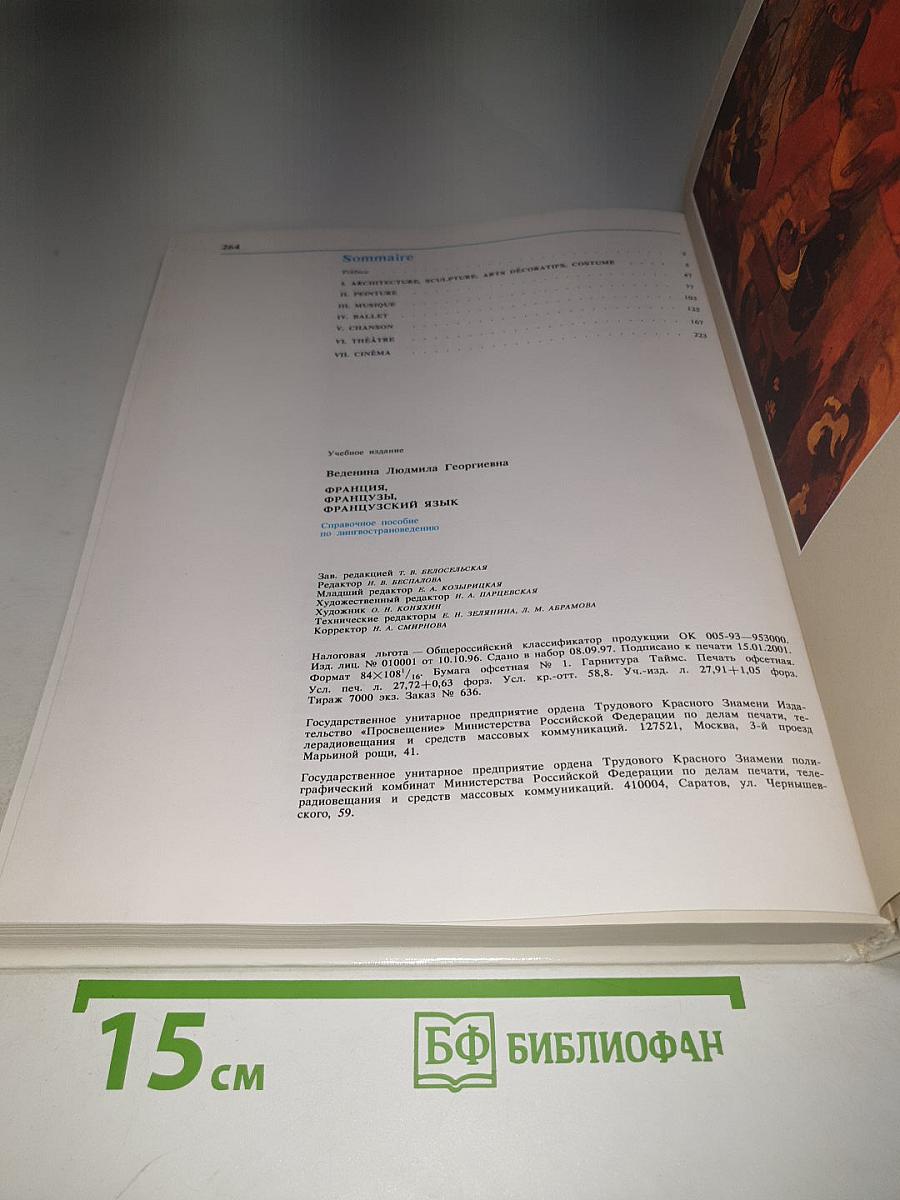 264
Sommaire
Préface 3
I. ARCHITECTURE, SCULPTURE, ARTS DÉCORATIFS, COSTUME
II. PEINTURE 47
III. MUSIQUE 77
IV. BALLET 103
V. CHANSON
VI. THÉÂTRE 167
VII. CINÉMA 223
Учебное издание
Веденина Людмила Георгиевна
ФРАНЦИЯ,
ФРАНЦУЗЫ,
ФРАНЦУЗСКИЙ ЯЗЫК
Справочное пособие
по лингвострановедению
Зав. редакцией Т. В. БЕЛОСЕЛЬСКАЯ
Редактор И. В. БЕСПАЛОВА
Младший редактор Е. А. КОЗЫРИЦКАЯ
Художественный редактор Н. А. ПАРЦЕВСКАЯ
Художник О. Н. КОНЯХИН
Технические редакторы Е. Н. ЗЕЛЯНИНА, Л. М. АБРАМОВА
Корректор Н. А. СМИРНОВА
Налоговая льгота — Общероссийский классификатор продукции ОК 005-93—953000.
Изд. лиц. № 010001 от 10.10.96. Сдано в набор 08.09.97. Подписано к печати 15.01.2001.
Формат 84×108¹/₁₆. Бумага офсетная № 1. Гарнитура Таймс. Печать офсетная.
Усл. печ. л. 27,72+0,63 форз. Усл. кр.-отт. 58,8. Уч.-изд. л. 27,91+1,05 форз.
Тираж 7000 экз. Заказ № 636.
Государственное унитарное предприятие ордена Трудового Красного Знамени Изда-
тельство «Просвещение» Министерства Российской Федерации по делам печати, те-
лерадиовещания и средств массовых коммуникаций. 127521, Москва, 3-й проезд
Марьиной рощи, 41.
Государственное унитарное предприятие ордена Трудового Красного Знамени поли-
графический комбинат Министерства Российской Федерации по делам печати, теле-
радиовещания и средств массовых коммуникаций. 410004, Саратов, ул. Чернышев-
ского, 59.
15 см
БФ БИБЛИОФАН